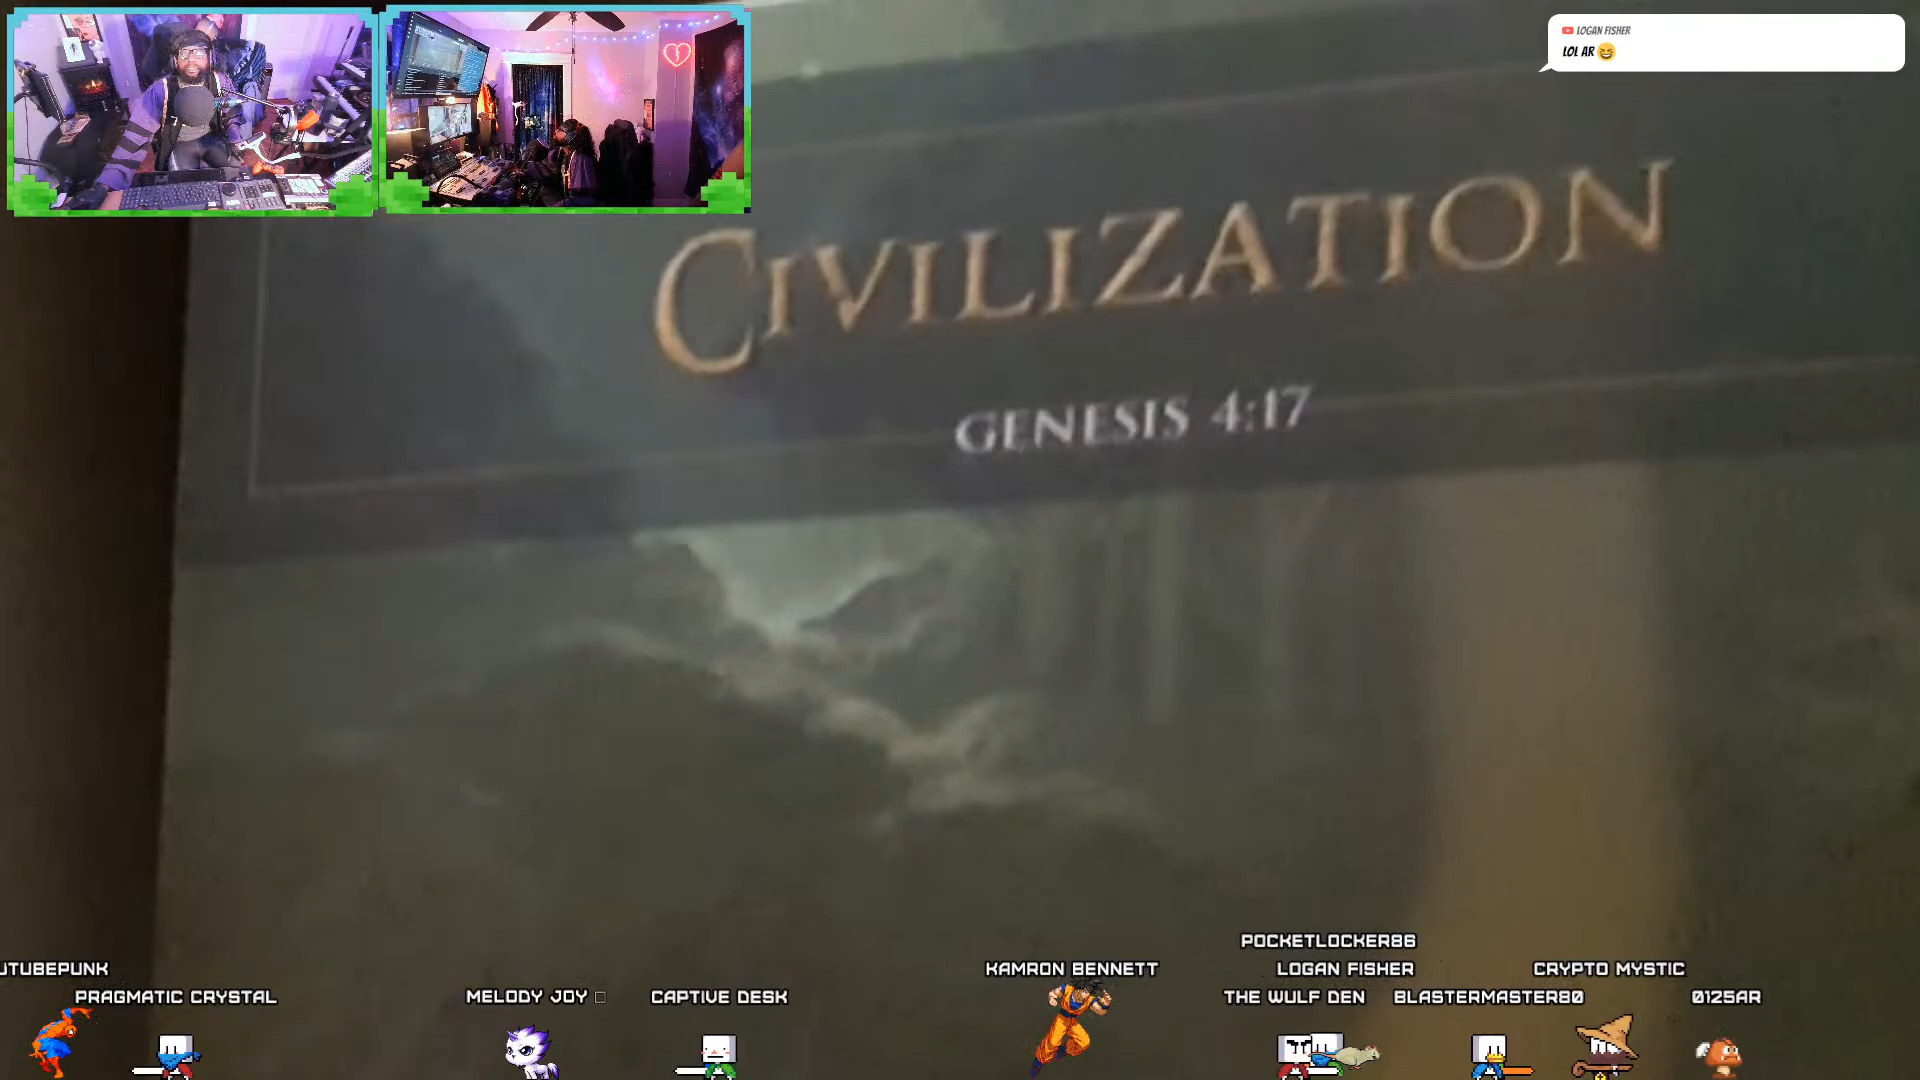 LOGAN FISHER
LOL AR 😆
CIVILIZATION
GENESIS 4:17
UTUBEPUNK
PRAGMATIC CRYSTAL
MELODY JOY □
CAPTIVE DESK
KAMRON BENNETT
POCKETLOCKER86
LOGAN FISHER
THE WULF DEN
BLASTERMASTER80
CRYPTO MYSTIC
0125AR